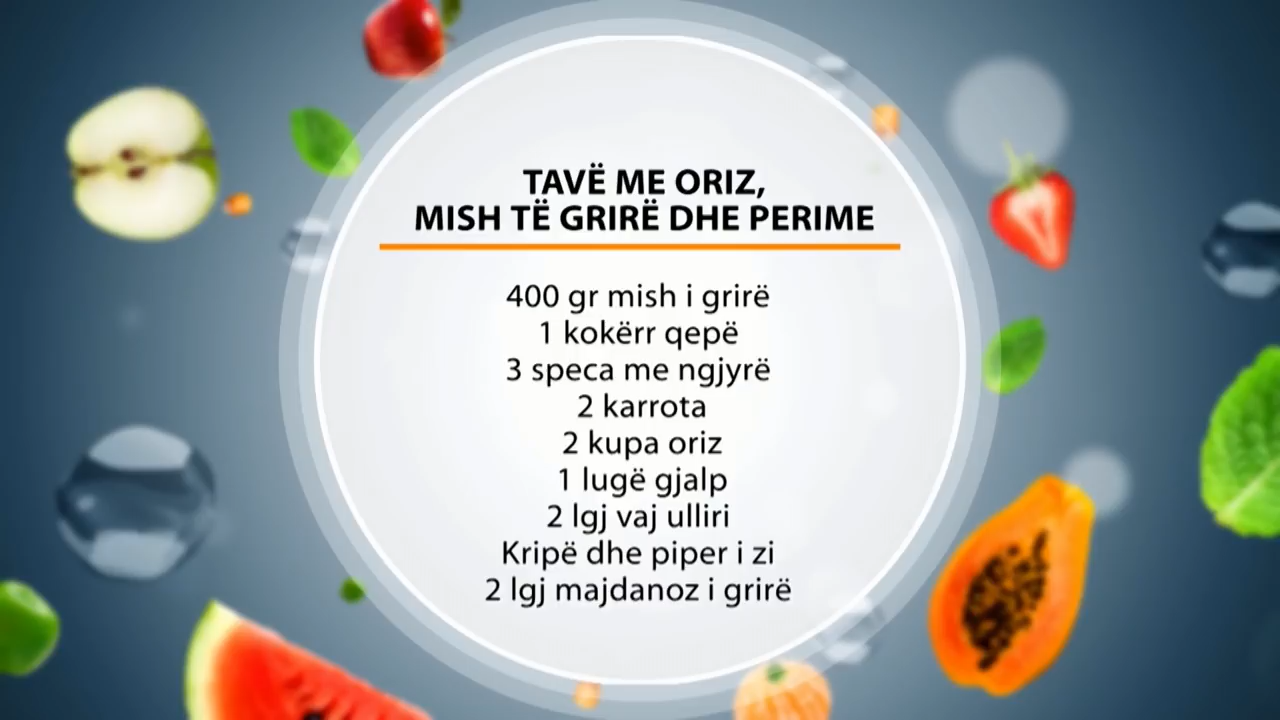 TAVË ME ORIZ,
MISH TË GRIRË DHE PERIME
400 gr mish i grirë
1 kokërr qepë
3 speca me ngjyrë
2 karrota
2 kupa oriz
1 lugë gjalp
2 lgj vaj ulliri
Kripë dhe piper i zi
2 lgj majdanoz i grirë